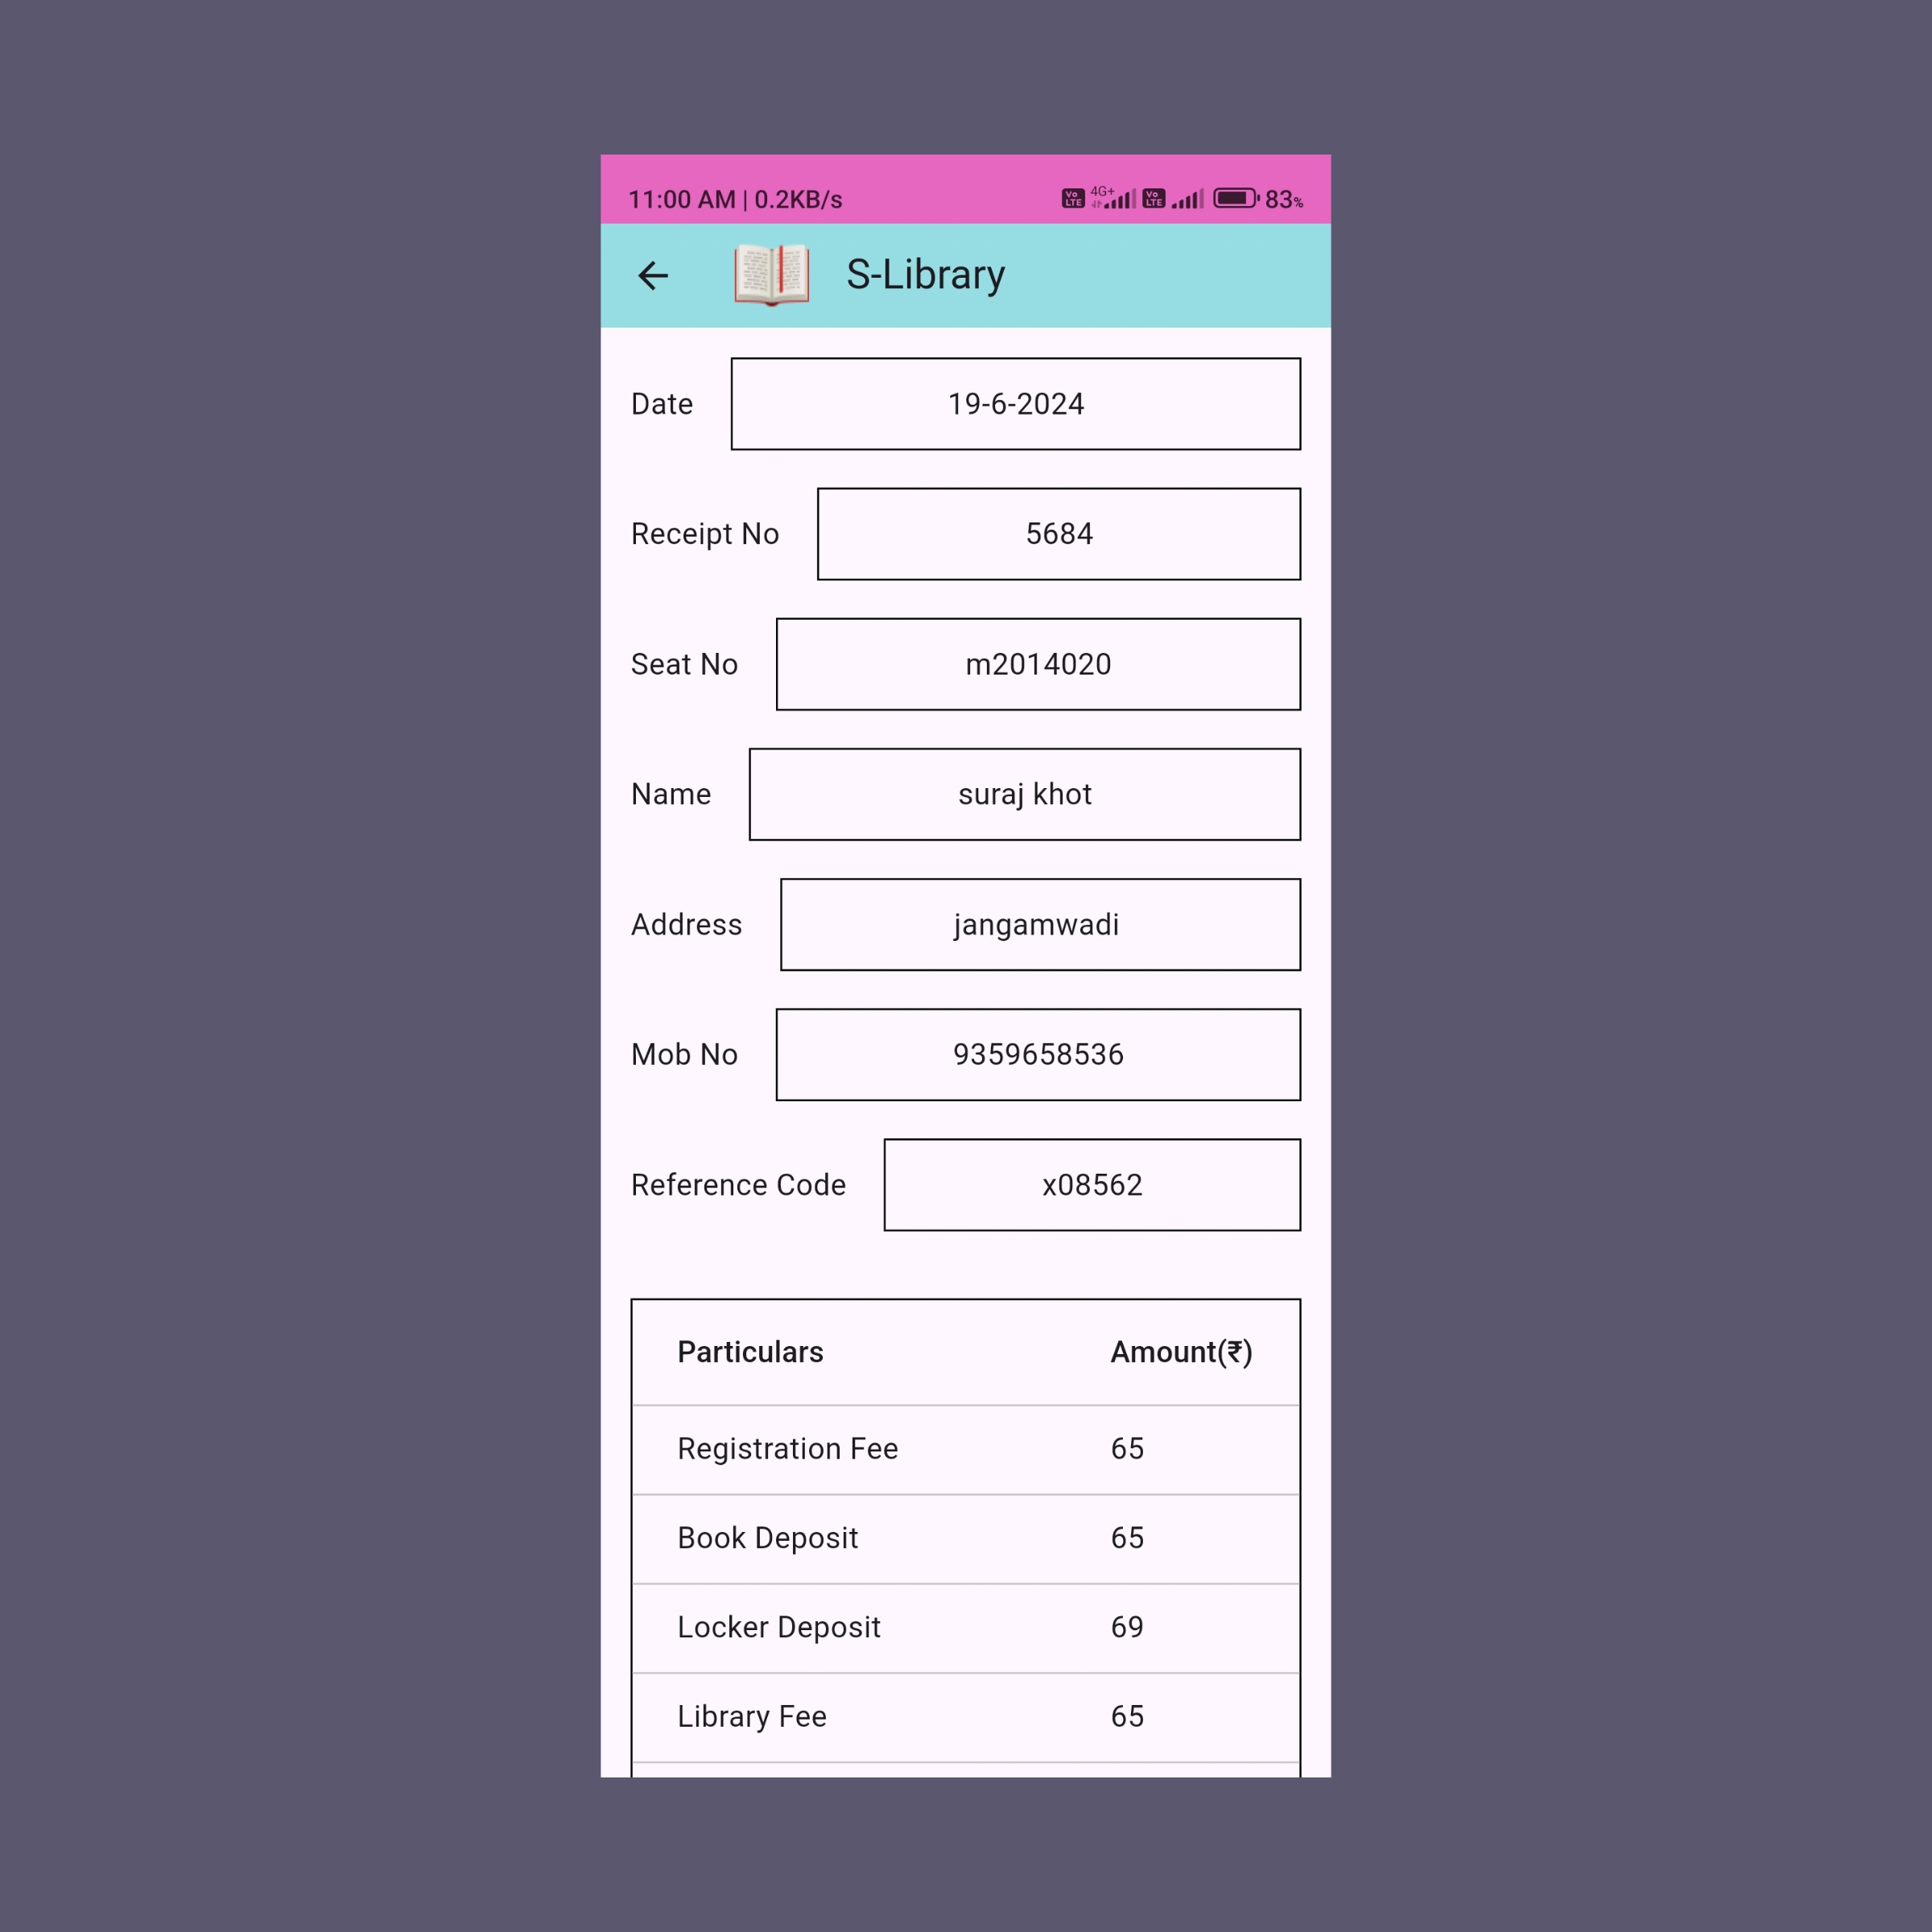 11:00 AM | 0.2KB/s Vo LTE 4G+ Vo LTE 83%
S-Library
Date 19-6-2024
Receipt No 5684
Seat No m2014020
Name suraj khot
Address jangamwadi
Mob No 9359658536
Reference Code x08562
Particulars Amount(₹)
Registration Fee 65
Book Deposit 65
Locker Deposit 69
Library Fee 65